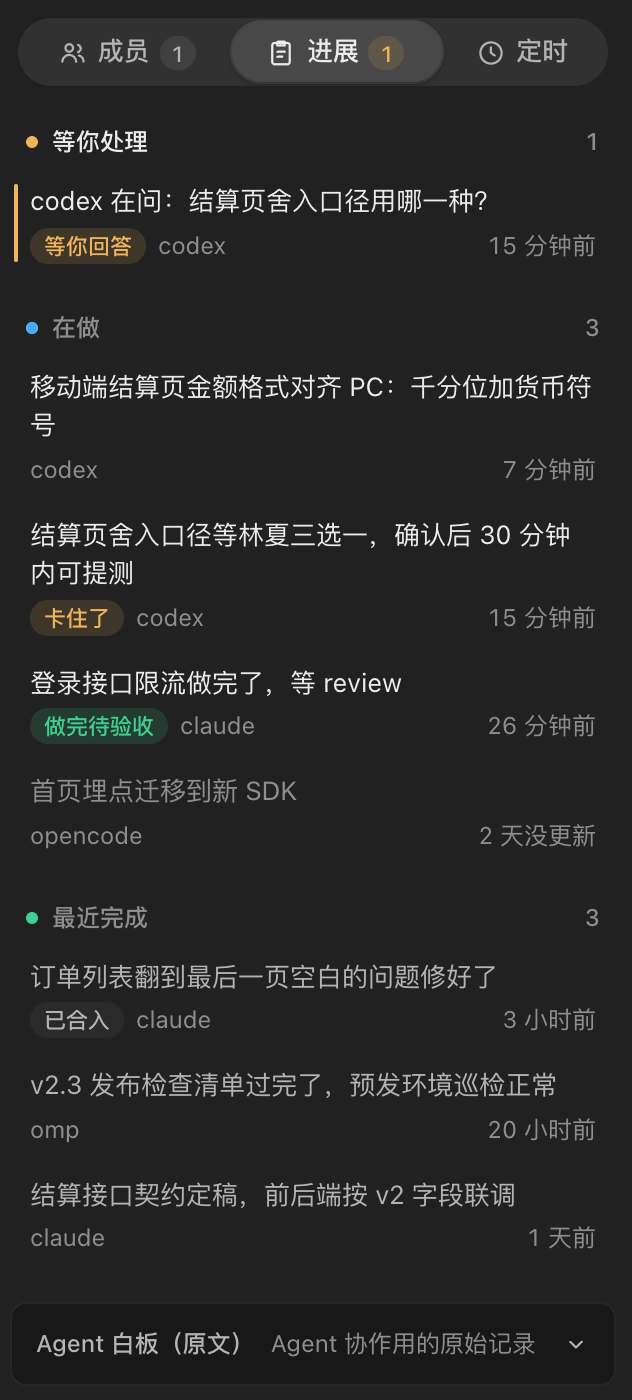 成员 1 进展 1 定时
等你处理 1
codex 在问：结算页舍入口径用哪一种?
等你回答 codex 15 分钟前
在做 3
移动端结算页金额格式对齐 PC：千分位加货币符
号
codex 7 分钟前
结算页舍入口径等林夏三选一，确认后 30 分钟
内可提测
卡住了 codex 15 分钟前
登录接口限流做完了，等 review
做完待验收 claude 26 分钟前
首页埋点迁移到新 SDK
opencode 2 天没更新
最近完成 3
订单列表翻到最后一页空白的问题修好了
已合入 claude 3 小时前
v2.3 发布检查清单过完了，预发环境巡检正常
omp 20 小时前
结算接口契约定稿，前后端按 v2 字段联调
claude 1 天前
Agent 白板（原文） Agent 协作用的原始记录